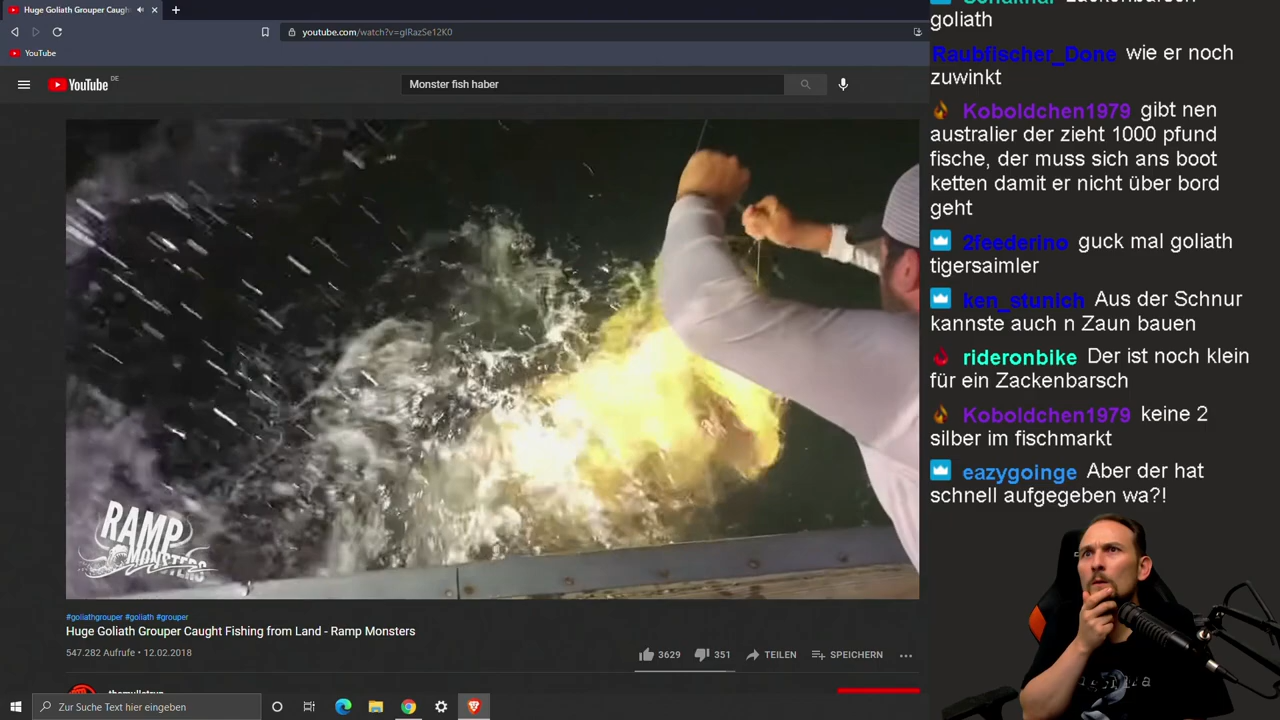 Huge Goliath Grouper Caugh
youtube.com/watch?v=glRazSe12K0
YouTube
YouTube DE
Monster fish haber
RAMP
MONSTERS
#goliathgrouper #goliath #grouper
Huge Goliath Grouper Caught Fishing from Land - Ramp Monsters
547.282 Aufrufe • 12.02.2018
3629
351
TEILEN
SPEICHERN
Zur Suche Text hier eingeben
goliath
Raubfischer_Done wie er noch
zuwinkt
Koboldchen1979 gibt nen
australier der zieht 1000 pfund
fische, der muss sich ans boot
ketten damit er nicht über bord
geht
2feederino guck mal goliath
tigersaimler
ken_stunich Aus der Schnur
kannste auch n Zaun bauen
rideronbike Der ist noch klein
für ein Zackenbarsch
Koboldchen1979 keine 2
silber im fischmarkt
eazygoinge Aber der hat
schnell aufgegeben wa?!